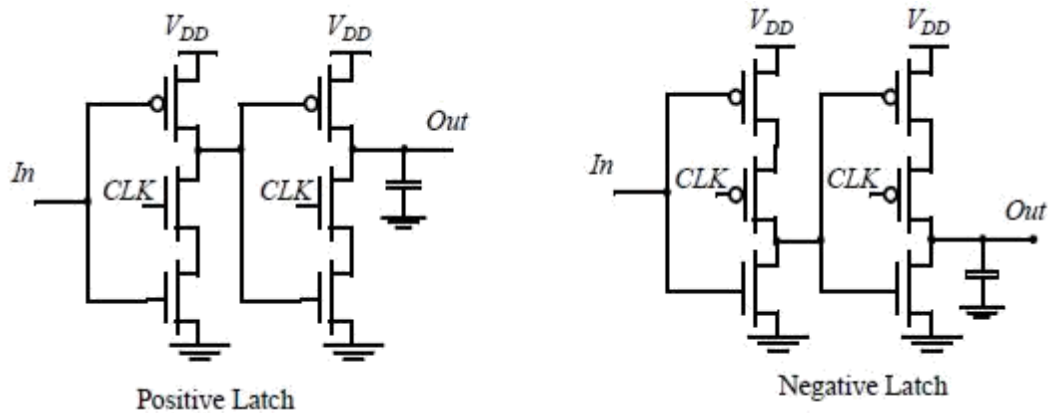 V_DD V_DD
Out
In
CLK CLK
Positive Latch
V_DD V_DD
In
CLK CLK
Out
Negative Latch